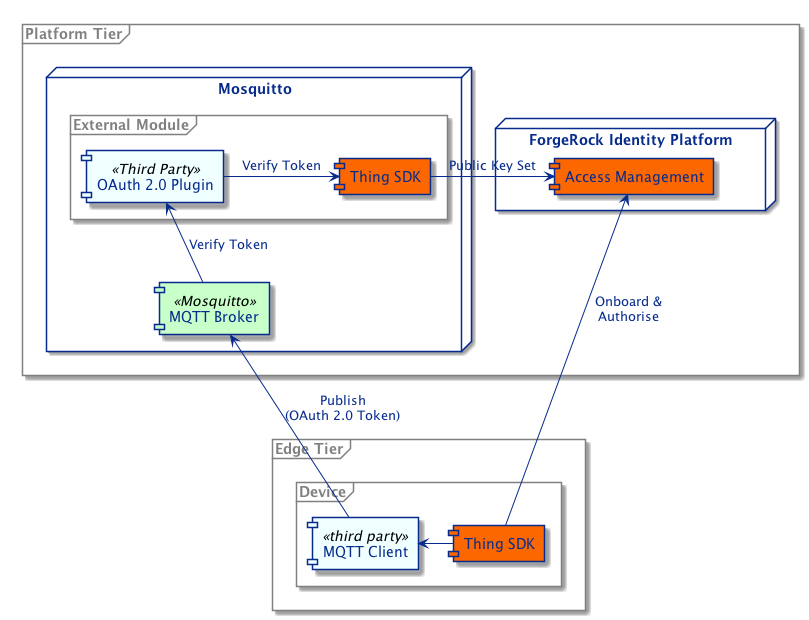 Platform Tier
Mosquitto
External Module
«Third Party»
OAuth 2.0 Plugin
Verify Token
Thing SDK
Public Key Set
ForgeRock Identity Platform
Access Management
Verify Token
«Mosquitto»
MQTT Broker
Onboard &
Authorise
Publish
(OAuth 2.0 Token)
Edge Tier
Device
«third party»
MQTT Client
Thing SDK